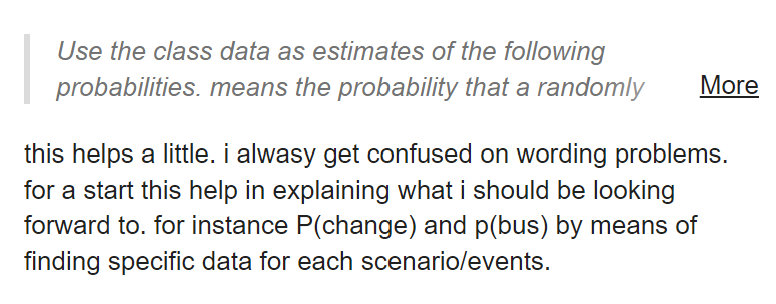 Use the class data as estimates of the following
probabilities. means the probability that a randomly
More
this helps a little. i alwasy get confused on wording problems.
for a start this help in explaining what i should be looking
forward to. for instance P(change) and p(bus) by means of
finding specific data for each scenario/events.